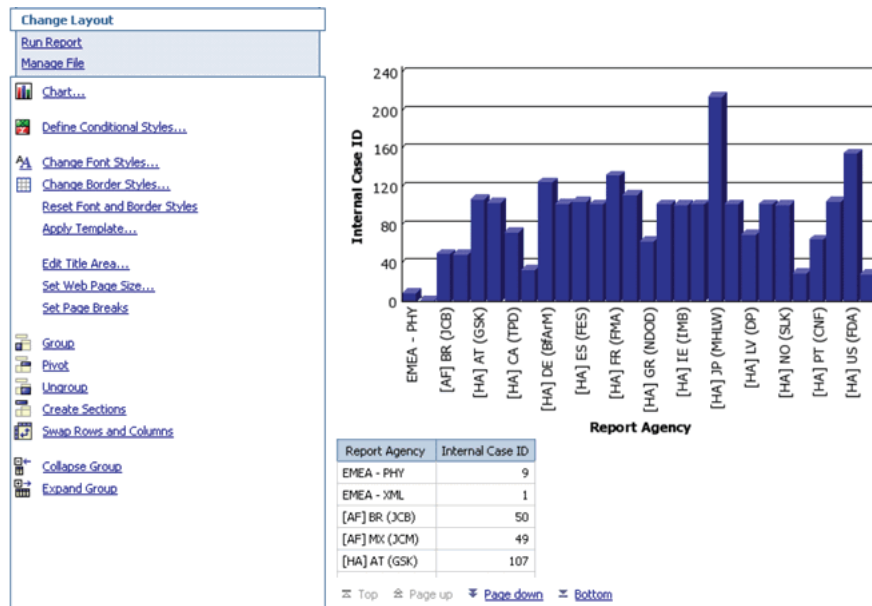 Change Layout
Run Report
Manage File
Chart...
Define Conditional Styles...
Change Font Styles...
Change Border Styles...
Reset Font and Border Styles
Apply Template...
Edit Title Area...
Set Web Page Size...
Set Page Breaks
Group
Pivot
Ungroup
Create Sections
Swap Rows and Columns
Collapse Group
Expand Group
Internal Case ID
240
200
160
120
80
40
0
EMEA - PHY
[AF] BR (JCB)
[HA] AT (GSK)
[HA] CA (TPD)
[HA] DE (BfArM)
[HA] ES (FES)
[HA] FR (FMA)
[HA] GR (NDOD)
[HA] IE (IMB)
[HA] JP (MHLW)
[HA] LV (DP)
[HA] NO (SLK)
[HA] PT (CNF)
[HA] US (FDA)
Report Agency
Report Agency Internal Case ID
EMEA - PHY 9
EMEA - XML 1
[AF] BR (JCB) 50
[AF] MX (JCM) 49
[HA] AT (GSK) 107
Top Page up Page down Bottom